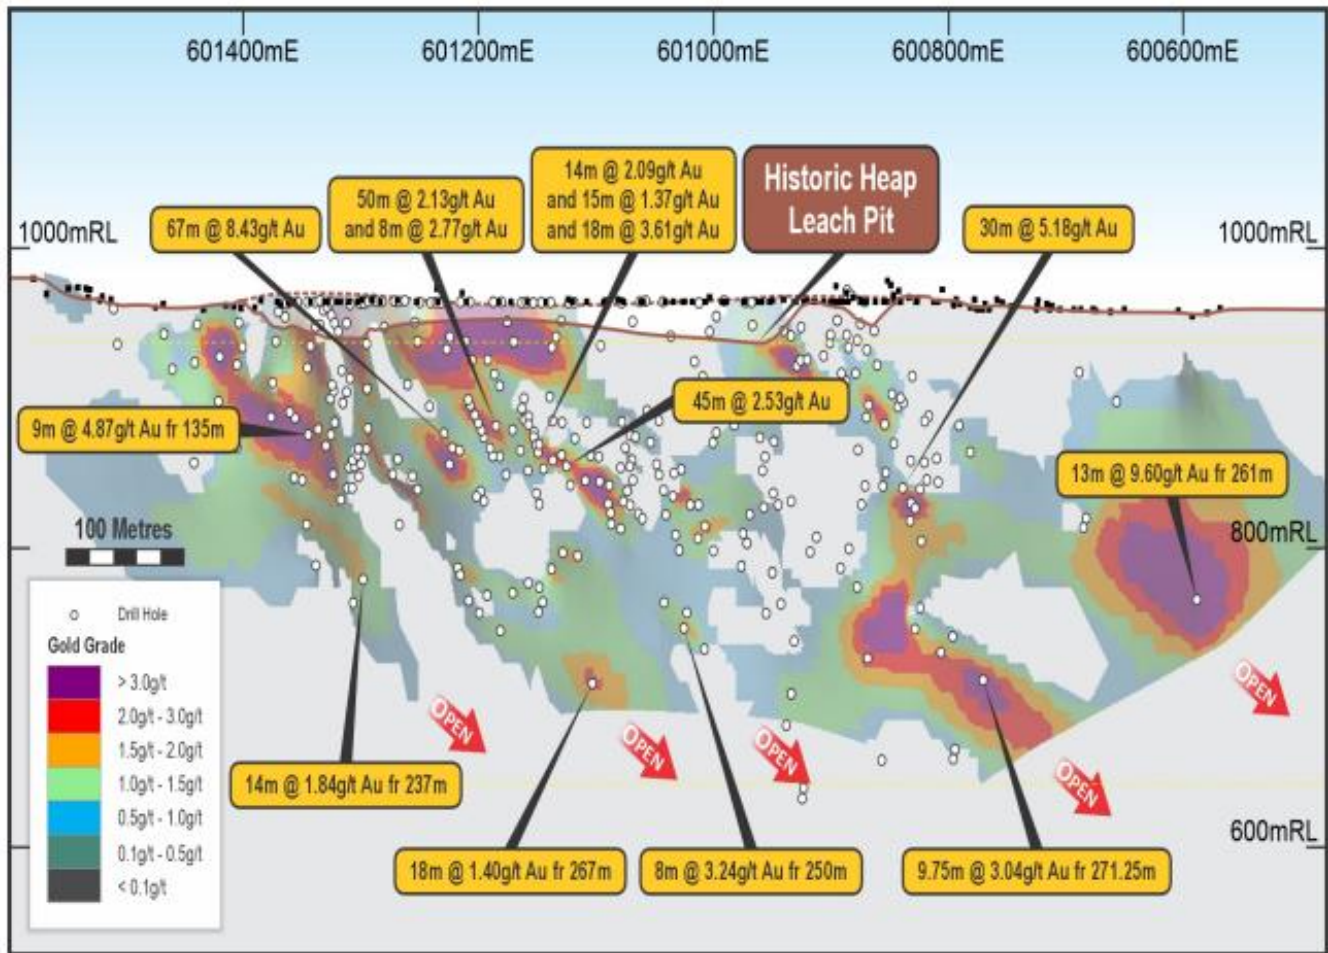 601400mE
601200mE
601000mE
600800mE
600600mE
14m @ 2.09g/t Au
and 15m @ 1.37g/t Au
and 18m @ 3.61g/t Au
Historic Heap
Leach Pit
50m @ 2.13g/t Au
and 8m @ 2.77g/t Au
1000mRL
67m @ 8.43g/t Au
30m @ 5.18g/t Au
1000mRL
45m @ 2.53g/t Au
9m @ 4.87g/t Au fr 135m
13m @ 9.60g/t Au fr 261m
100 Metres
800mRL
Drill Hole
Gold Grade
> 3.0g/t
2.0g/t - 3.0g/t
1.5g/t - 2.0g/t
1.0g/t - 1.5g/t
0.5g/t - 1.0g/t
0.1g/t - 0.5g/t
< 0.1g/t
OPEN
OPEN
OPEN
OPEN
OPEN
14m @ 1.84g/t Au fr 237m
600mRL
18m @ 1.40g/t Au fr 267m
8m @ 3.24g/t Au fr 250m
9.75m @ 3.04g/t Au fr 271.25m